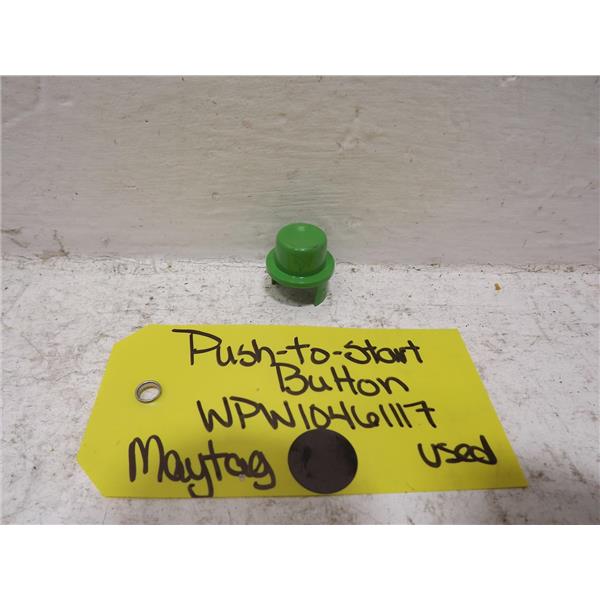 Push-to-start
Button
WPW10461117
Maytag used